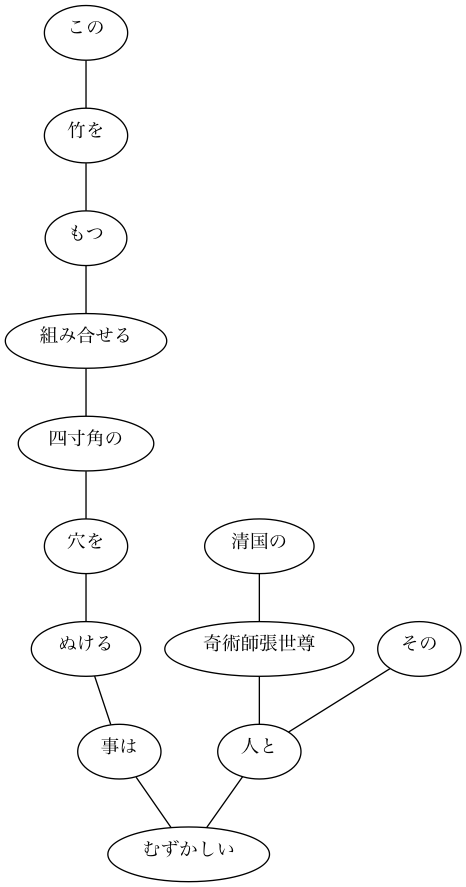 この
竹を
もつ
組み合せる
四寸角の
穴を
清国の
ぬける
奇術師張世尊
その
事は
人と
むずかしい